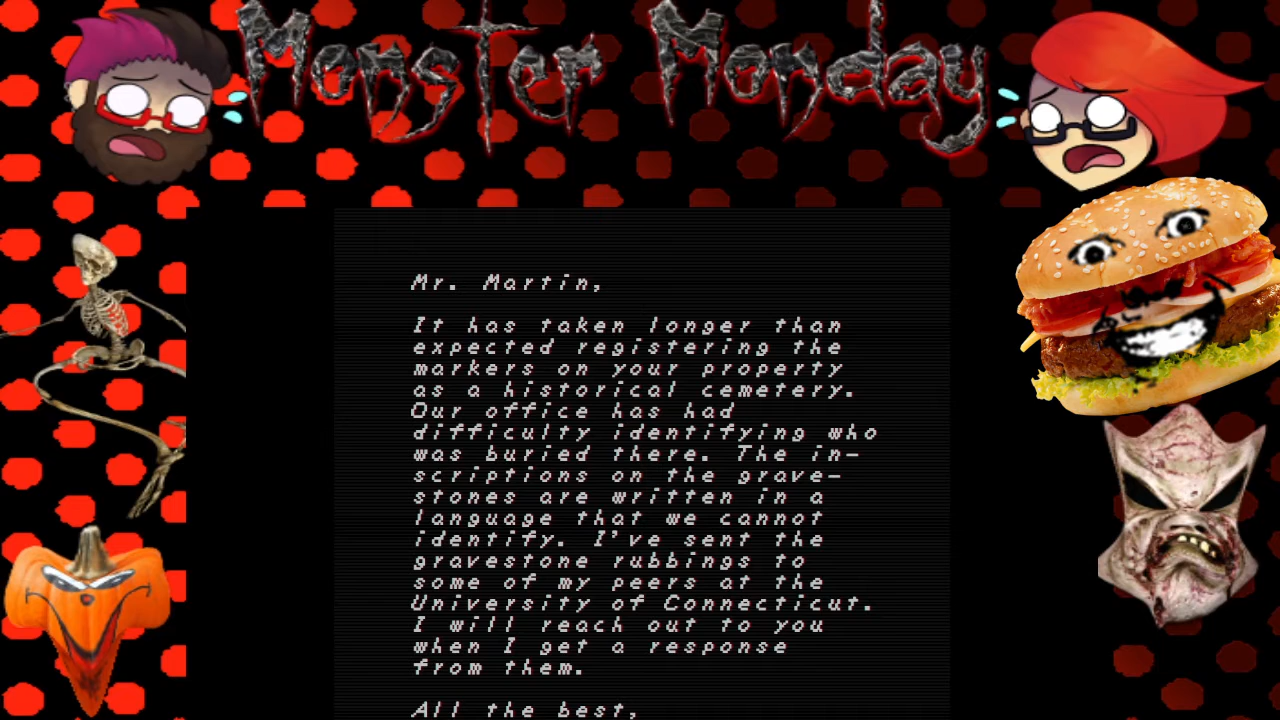 Monster Monday
Mr. Martin,
It has taken longer than
expected registering the
markers on your property
as a historical cemetery.
Our office has had
difficulty identifying who
was buried there. The in-
scriptions on the grave-
stones are written in a
language that we cannot
identify. I've sent the
gravestone rubbings to
some of my peers at the
University of Connecticut.
I will reach out to you
when I get a response
from them.
All the best,